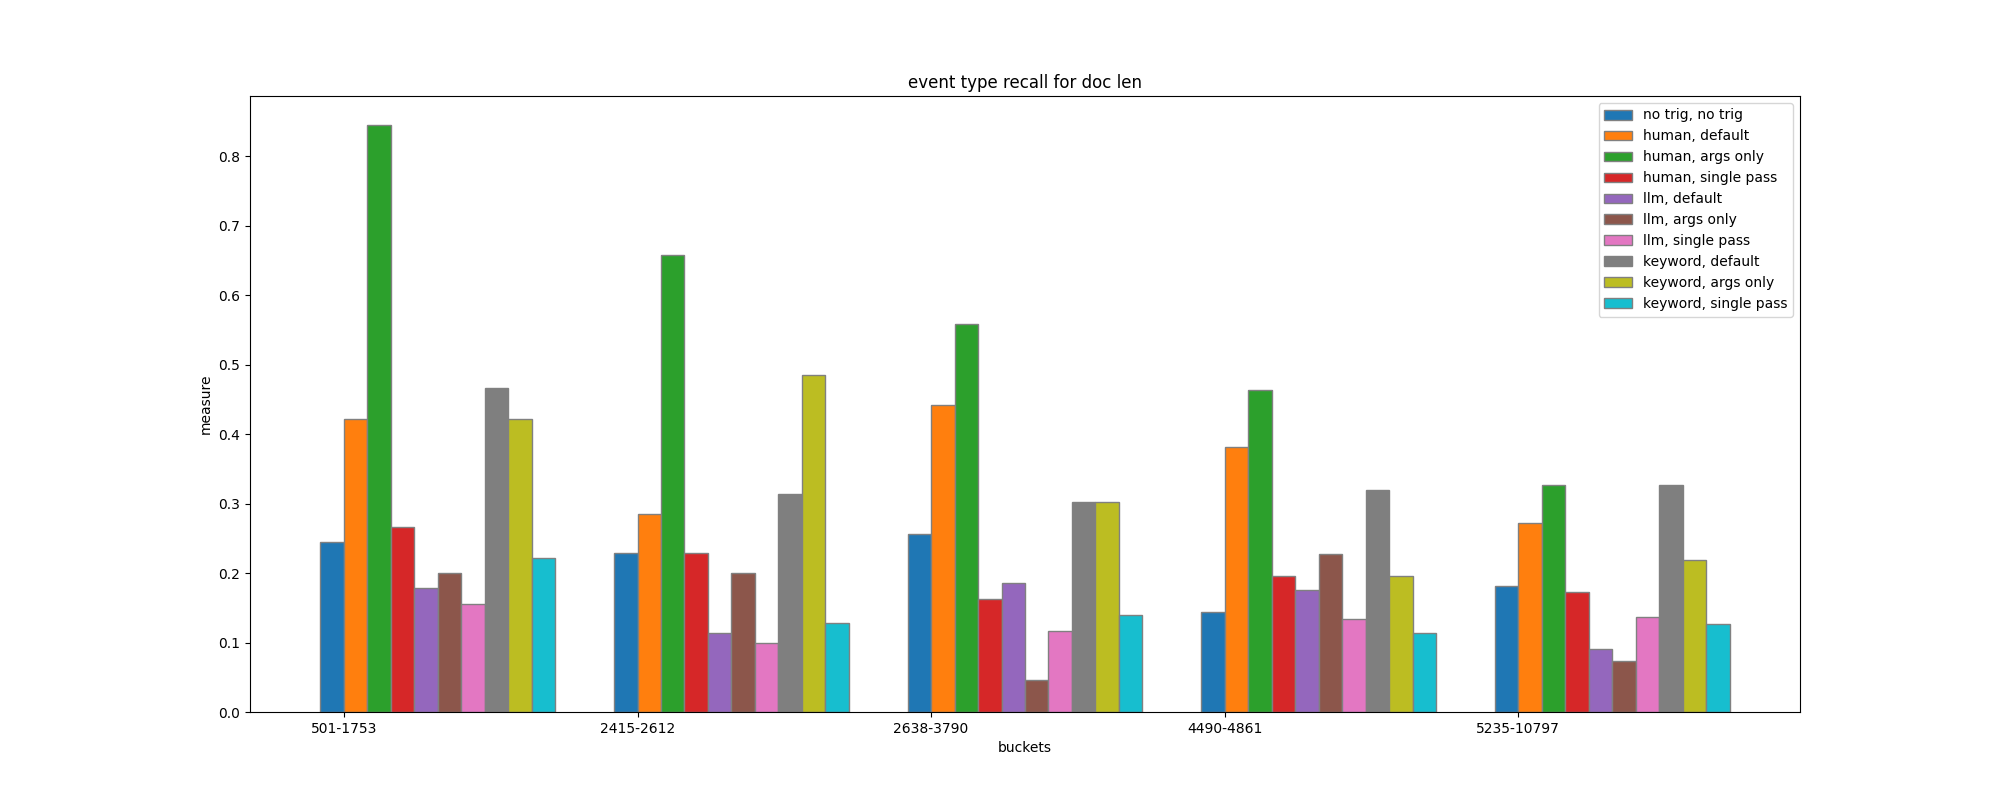 event type recall for doc len
no trig, no trig
human, default
human, args only
human, single pass
llm, default
llm, args only
llm, single pass
keyword, default
keyword, args only
keyword, single pass
measure
0.8
0.7
0.6
0.5
0.4
0.3
0.2
0.1
0.0
501-1753 2415-2612 2638-3790 4490-4861 5235-10797
buckets